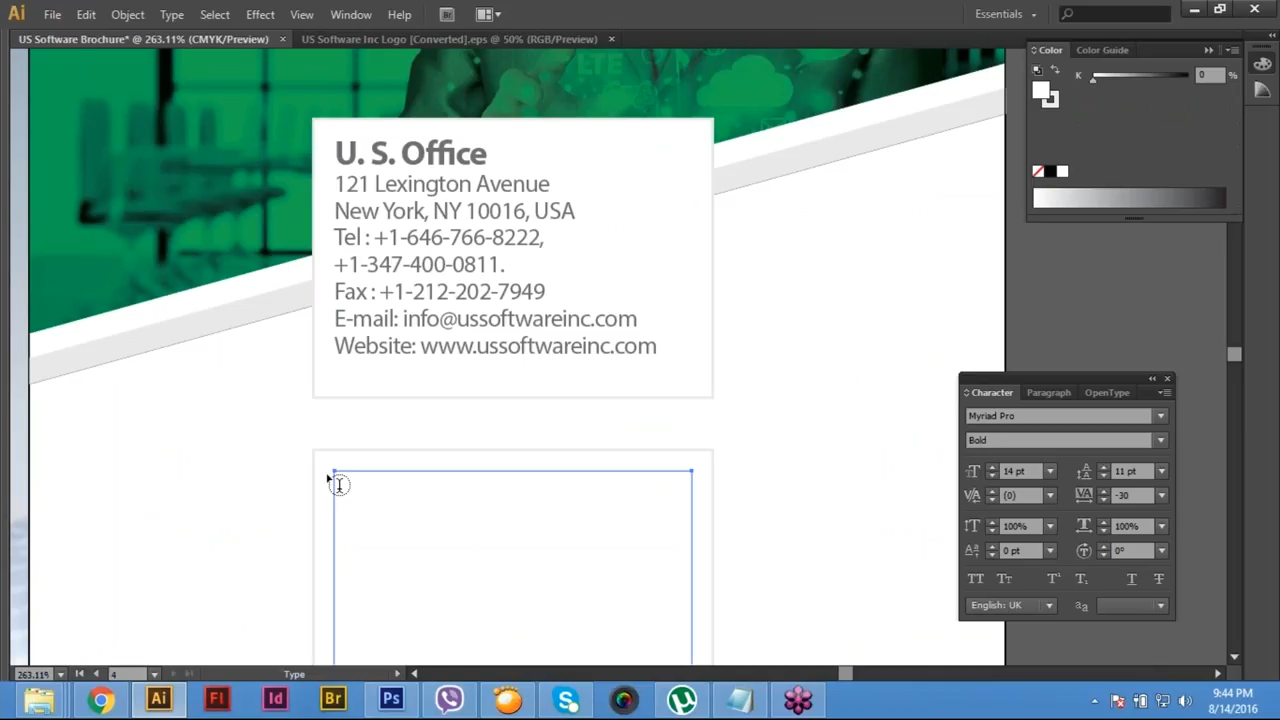 Ai File Edit Object Type Select Effect View Window Help Br Essentials
US Software Brochure* @ 263.11% (CMYK/Preview) × US Software Inc Logo [Converted].eps @ 50% (RGB/Preview) ×
Color Color Guide
K 0 %
LTE
U. S. Office
121 Lexington Avenue
New York, NY 10016, USA
Tel : +1-646-766-8222,
+1-347-400-0811.
Fax : +1-212-202-7949
E-mail: info@ussoftwareinc.com
Website: www.ussoftwareinc.com
Character Paragraph OpenType
Myriad Pro
Bold
14 pt 11 pt
(0) -30
100% 100%
0 pt 0°
English: UK
263.11% 4 Type
Ai Fl Id Br Ps
9:44 PM
8/14/2016